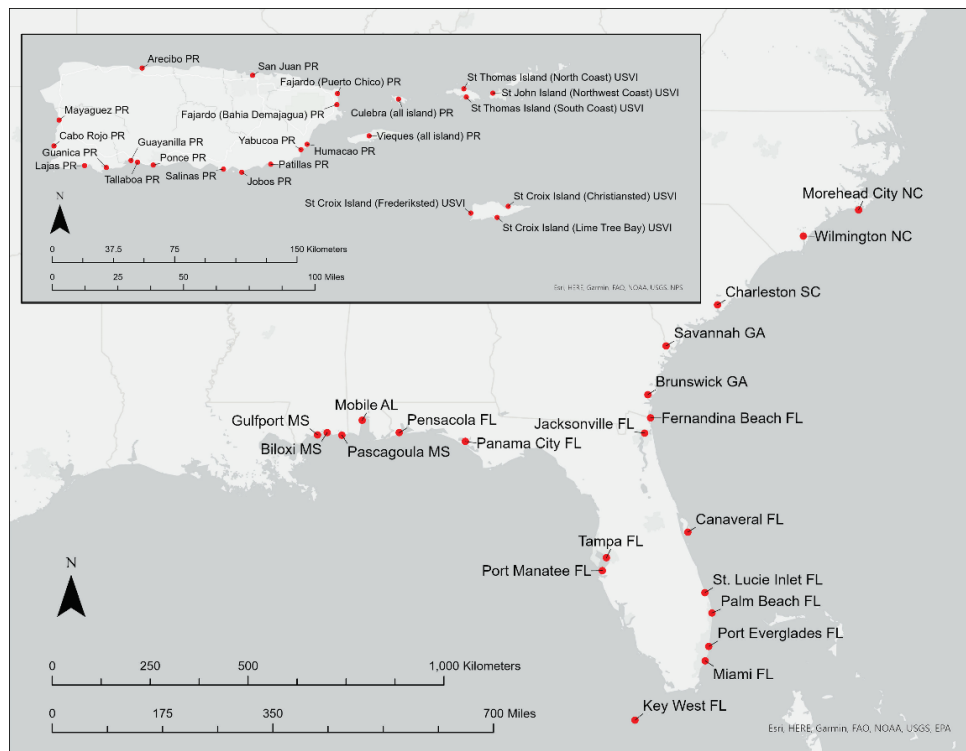 Arecibo PR
San Juan PR
Fajardo (Puerto Chico) PR
St Thomas Island (North Coast) USVI
St John Island (Northwest Coast) USVI
St Thomas Island (South Coast) USVI
Mayaguez PR
Fajardo (Bahia Demajagua) PR
Culebra (all island) PR
Cabo Rojo PR
Guayanilla PR
Yabucoa PR
Vieques (all island) PR
Guanica PR
Ponce PR
Humacao PR
Lajas PR
Tallaboa PR
Salinas PR
Patillas PR
Jobos PR
N
St Croix Island (Frederiksted) USVI
St Croix Island (Christiansted) USVI
St Croix Island (Lime Tree Bay) USVI
0 37.5 75 150 Kilometers
0 25 50 100 Miles
Esri, HERE, Garmin, FAO, NOAA, USGS, NPS
Morehead City NC
Wilmington NC
Charleston SC
Savannah GA
Brunswick GA
Mobile AL
Gulfport MS
Pensacola FL
Jacksonville FL
Fernandina Beach FL
Biloxi MS
Pascagoula MS
Panama City FL
Canaveral FL
Tampa FL
Port Manatee FL
St. Lucie Inlet FL
Palm Beach FL
Port Everglades FL
Miami FL
Key West FL
N
0 250 500 1,000 Kilometers
0 175 350 700 Miles
Esri, HERE, Garmin, FAO, NOAA, USGS, EPA